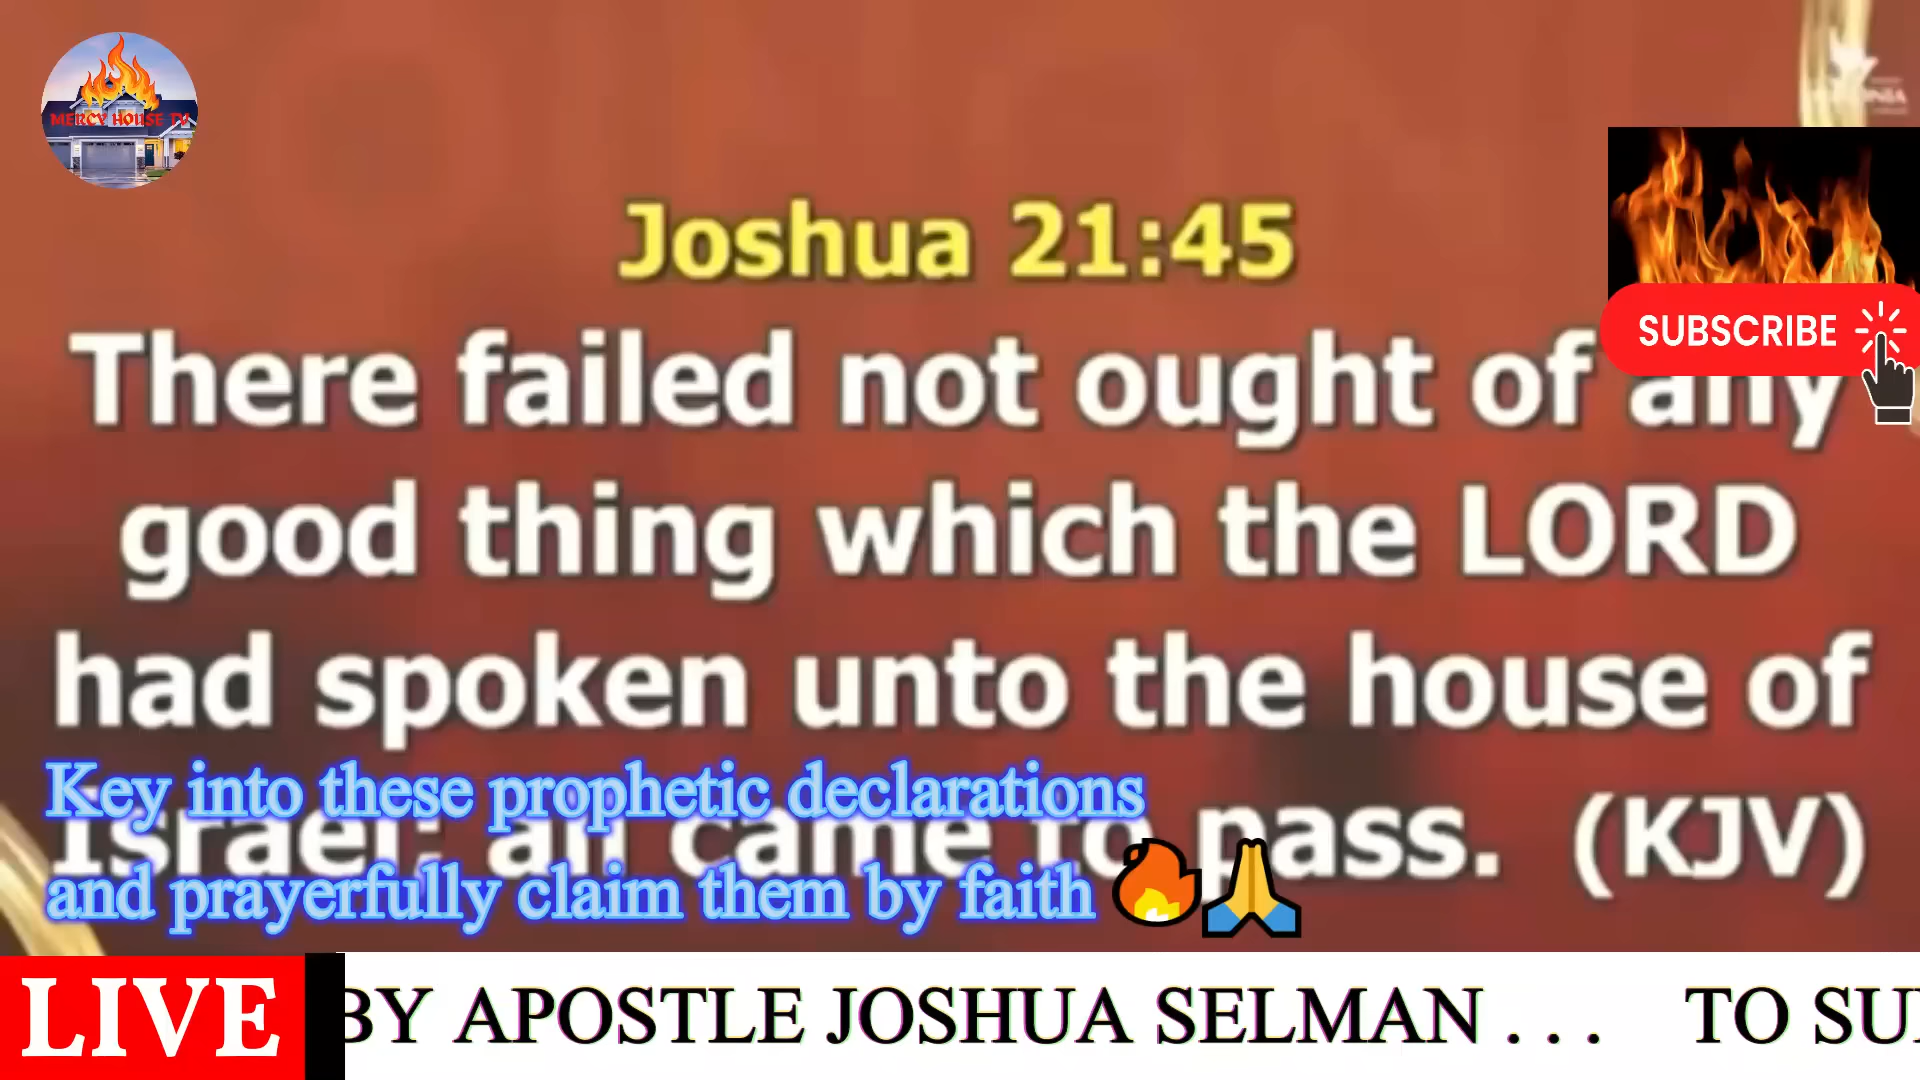 MERCY HOUSE TV
Joshua 21:45
SUBSCRIBE
There failed not ought of any
good thing which the LORD
had spoken unto the house of
Israel; all came to pass. (KJV)
Key into these prophetic declarations
and prayerfully claim them by faith 🔥🙏
LIVE
BY APOSTLE JOSHUA SELMAN . . . TO